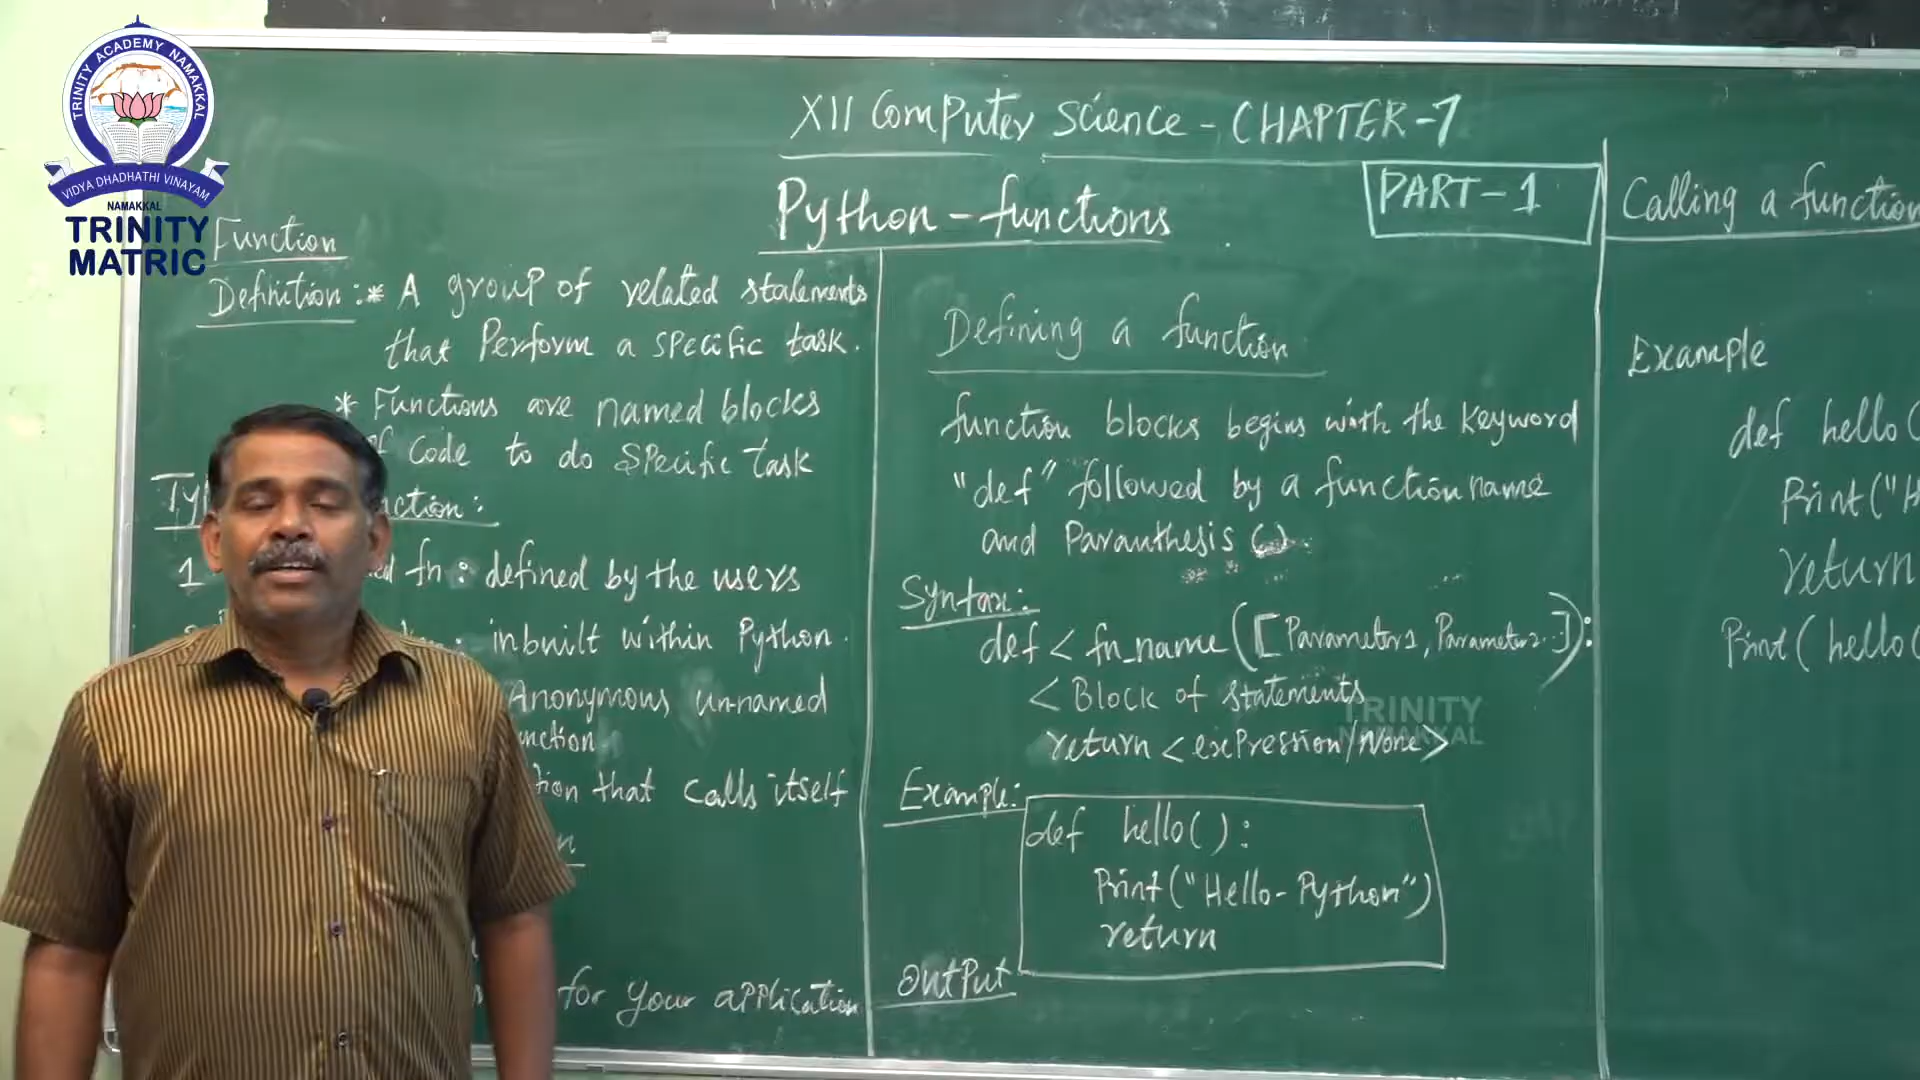 TRINITY ACADEMY NAMAKKAL
VIDYA DHADHATHI VINAYAM
NAMAKKAL
TRINITY
MATRIC
XII Computer Science - CHAPTER-7
Python - functions
PART-1
Function
Definition : * A group of related statements
that Perform a specific task.
* Functions are named blocks
of code to do specific task
1 fn : defined by the users
inbuilt within Python.
Anonymous un-named
that calls itself
for your application
Defining a function
function blocks begins with the keyword
"def" followed by a function name
and Paranthesis ()
Syntax:
def < fn_name ([Parameter1, Parameter2...]):
< Block of statements
return < expression/None>
Example:
def hello():
Print("Hello-Python")
return
OutPut
TRINITY
NAMAKKAL
Calling a function
Example
def hello(
Print("H
return
Print( hello(